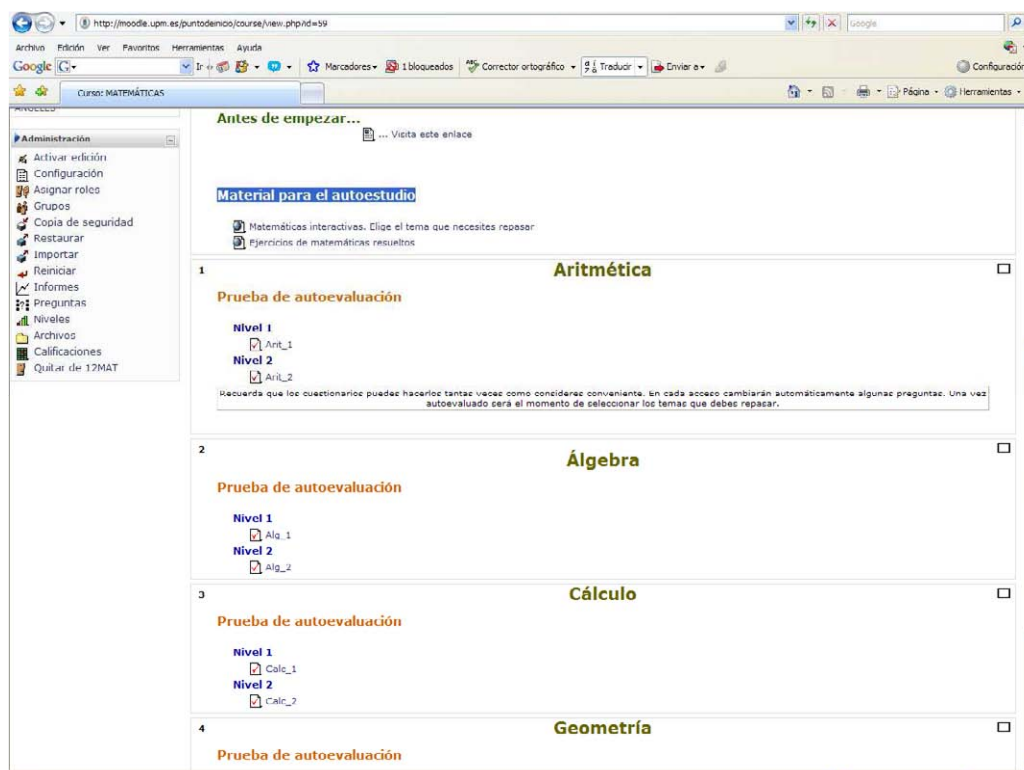 http://moodle.upm.es/puntodeinicio/course/view.php?id=59
Google
Archivo Edición Ver Favoritos Herramientas Ayuda
Google G Ir Marcadores 1 bloqueados Corrector ortográfico Traducir Enviar a Configuración
Curso: MATEMÁTICAS
Página Herramientas
ANGELES
Administración
Activar edición
Configuración
Asignar roles
Grupos
Copia de seguridad
Restaurar
Importar
Reiniciar
Informes
Preguntas
Niveles
Archivos
Calificaciones
Quitar de 12MAT
Antes de empezar...
... Visita este enlace
Material para el autoestudio
Matemáticas interactivas. Elige el tema que necesites repasar
Ejercicios de matemáticas resueltos
1 Aritmética
Prueba de autoevaluación
Nivel 1
Arit_1
Nivel 2
Arit_2
Recuerda que los cuestionarios puedes hacerlos tantas veces como consideres conveniente. En cada acceso cambiarán automáticamente algunas preguntas. Una vez
autoevaluado será el momento de seleccionar los temas que debes repasar.
2 Álgebra
Prueba de autoevaluación
Nivel 1
Alg_1
Nivel 2
Alg_2
3 Cálculo
Prueba de autoevaluación
Nivel 1
Calc_1
Nivel 2
Calc_2
4 Geometría
Prueba de autoevaluación